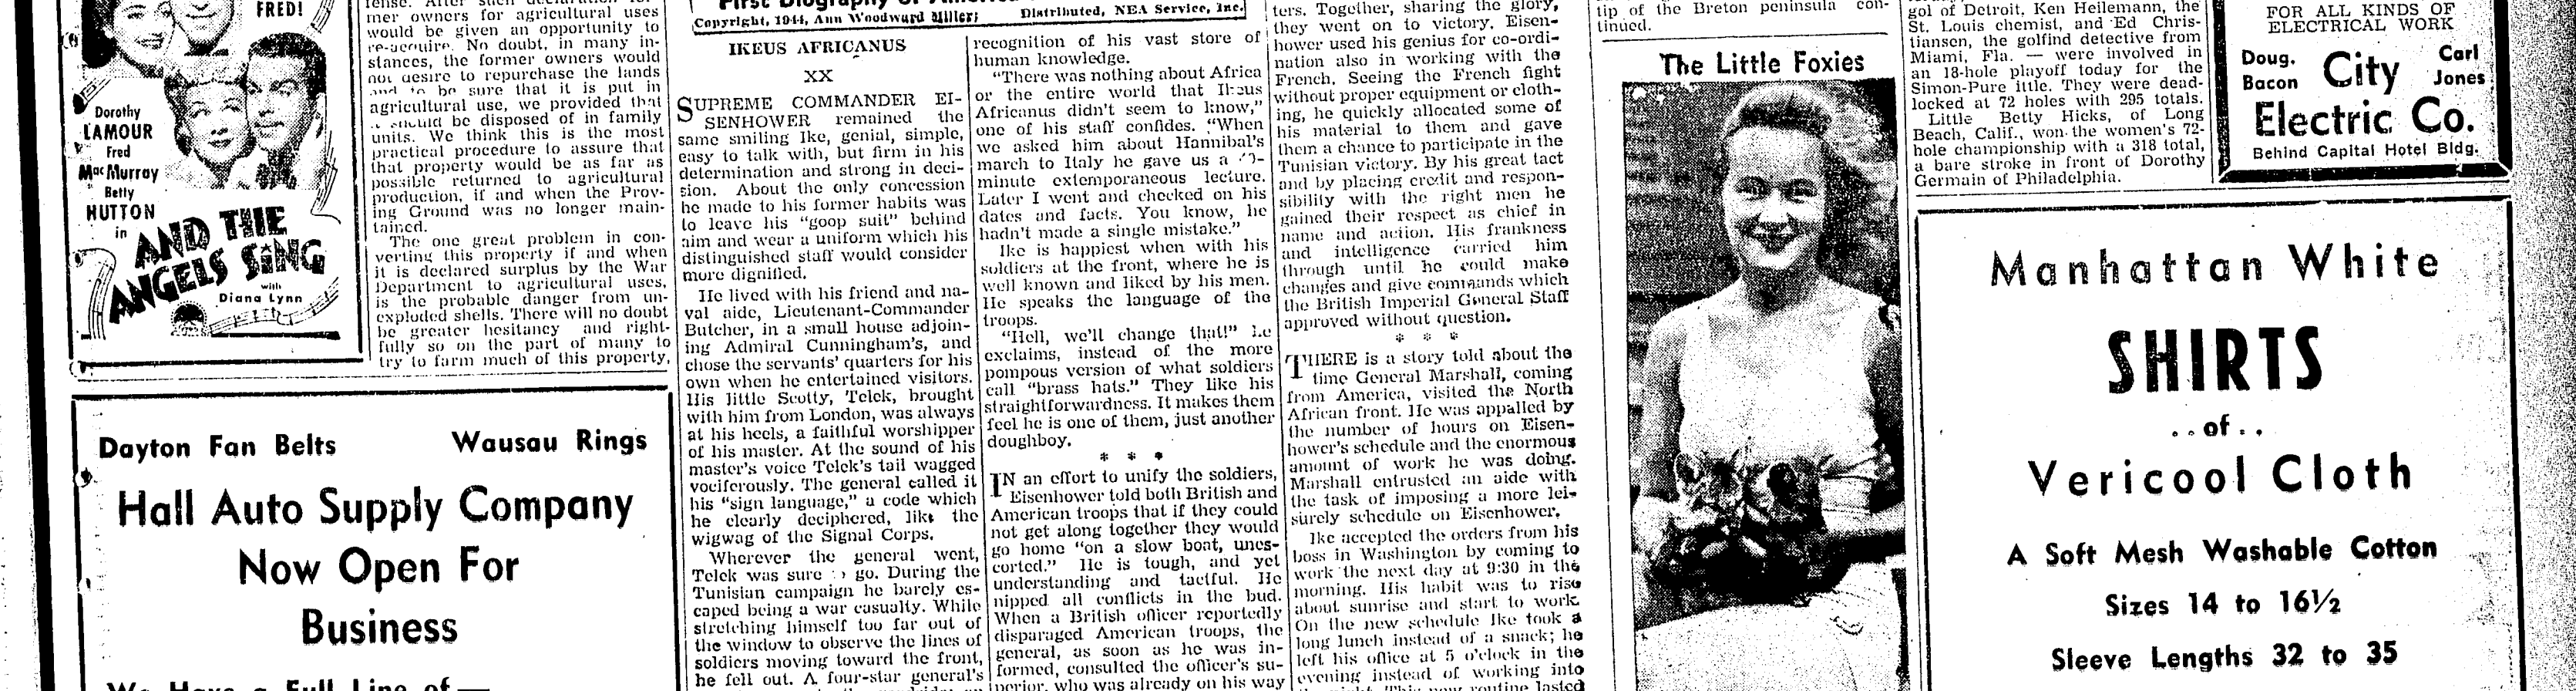 FRED!
Dorothy
LAMOUR
Fred
MacMurray
Betty
HUTTON
in
AND THE
ANGELS SING
with
Diana Lynn
Dayton Fan Belts Wausau Rings
Hall Auto Supply Company
Now Open For
Business
We Have a Full Line of—
mer owners for agricultural uses
would be given an opportunity to
re-acquire. No doubt, in many in-
stances, the former owners would
not desire to repurchase the lands
and to be sure that it is put in
agricultural use, we provided that
should be disposed of in family
units. We think this is the most
practical procedure to assure that
that property would be as far as
possible returned to agricultural
production, if and when the Prov-
ing Ground was no longer main-
tained.
The one great problem in con-
verting this property if and when
it is declared surplus by the War
Department to agricultural uses,
is the probable danger from un-
exploded shells. There will no doubt
be greater hesitancy and right-
fully so on the part of many to
try to farm much of this property,
First Biography of
Copyright, 1944, Ann Woodward Miller; Distributed, NEA Service, Inc.
IKEUS AFRICANUS
XX
SUPREME COMMANDER EI-
SENHOWER remained the
same smiling Ike, genial, simple,
easy to talk with, but firm in his
determination and strong in deci-
sion. About the only concession
he made to his former habits was
to leave his "goop suit" behind
him and wear a uniform which his
distinguished staff would consider
more dignified.
He lived with his friend and na-
val aide, Lieutenant-Commander
Butcher, in a small house adjoin-
ing Admiral Cunningham's, and
chose the servants' quarters for his
own when he entertained visitors.
His little Scotty, Telek, brought
with him from London, was always
at his heels, a faithful worshipper
of his master. At the sound of his
master's voice Telek's tail wagged
vociferously. The general called it
his "sign language," a code which
he clearly deciphered, like the
wigwag of the Signal Corps.
Wherever the general went,
Telek was sure to go. During the
Tunisian campaign he barely es-
caped being a war casualty. While
stretching himself too far out of
the window to observe the lines of
soldiers moving toward the front,
he fell out. A four-star general's
recognition of his vast store of
human knowledge.
"There was nothing about Africa
or the entire world that Ikeus
Africanus didn't seem to know,"
one of his staff confides. "When
we asked him about Hannibal's
march to Italy he gave us a
minute extemporaneous lecture.
Later I went and checked on his
dates and facts. You know, he
hadn't made a single mistake."
Ike is happiest when with his
soldiers at the front, where he is
well known and liked by his men.
He speaks the language of the
troops.
"Hell, we'll change that!" he
exclaims, instead of the more
pompous version of what soldiers
call "brass hats." They like his
straightforwardness. It makes them
feel he is one of them, just another
doughboy.
* * *
IN an effort to unify the soldiers,
Eisenhower told both British and
American troops that if they could
not get along together they would
go home "on a slow boat, unes-
corted." He is tough, and yet
understanding and tactful. He
nipped all conflicts in the bud.
When a British officer reportedly
disparaged American troops, the
general, as soon as he was in-
formed, consulted the officer's su-
perior, who was already on his way
ters. Together, sharing the glory,
they went on to victory. Eisen-
hower used his genius for co-ordi-
nation also in working with the
French. Seeing the French fight
without proper equipment or cloth-
ing, he quickly allocated some of
his material to them and gave
them a chance to participate in the
Tunisian victory. By his great tact
and by placing credit and respon-
sibility with the right men he
gained their respect as chief in
name and action. His frankness
and intelligence carried him
through until he could make
changes and give commands which
the British Imperial General Staff
approved without question.
* * *
THERE is a story told about the
time General Marshall, coming
from America, visited the North
African front. He was appalled by
the number of hours on Eisen-
hower's schedule and the enormous
amount of work he was doing.
Marshall entrusted an aide with
the task of imposing a more lei-
surely schedule on Eisenhower.
Ike accepted the orders from his
boss in Washington by coming to
work the next day at 9:30 in the
morning. His habit was to rise
about sunrise and start to work.
On the new schedule Ike took a
long lunch instead of a snack; he
left his office at 5 o'clock in the
evening instead of working into
tip of the Breton peninsula con-
tinued.
The Little Foxies
gol of Detroit, Ken Heilemann, the
St. Louis chemist, and Ed Chris-
tiansen, the golfind detective from
Miami, Fla. — were involved in
an 18-hole playoff today for the
Simon-Pure title. They were dead-
locked at 72 holes with 295 totals.
Little Betty Hicks, of Long
Beach, Calif., won the women's 72-
hole championship with a 318 total,
a bare stroke in front of Dorothy
Germain of Philadelphia.
FOR ALL KINDS OF
ELECTRICAL WORK
Doug. Bacon City Carl Jones
Electric Co.
Behind Capital Hotel Bldg.
Manhattan White
SHIRTS
..of..
Vericool Cloth
A Soft Mesh Washable Cotton
Sizes 14 to 16½
Sleeve Lengths 32 to 35